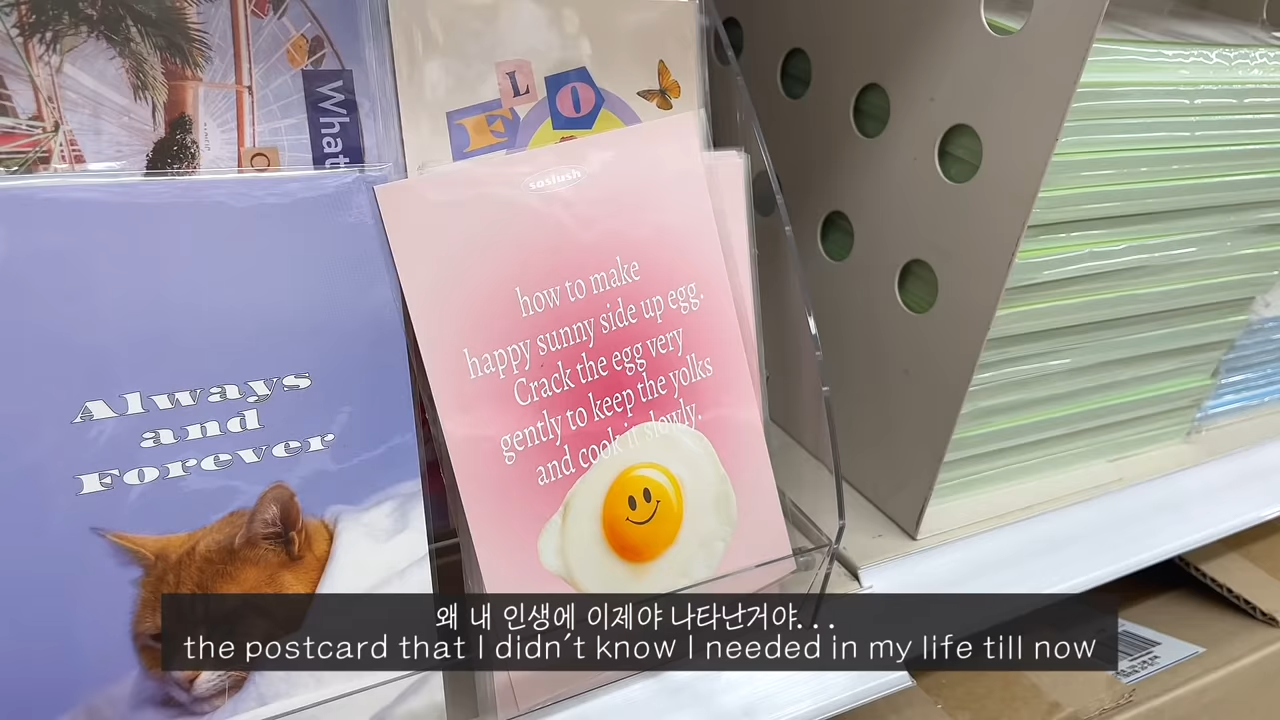 What
F
L
O
soslush
how to make
happy sunny side up egg.
Crack the egg very
gently to keep the yolks
and cook it slowly.
Always
and
Forever
왜 내 인생에 이제야 나타난거야...
the postcard that I didn´t know I needed in my life till now